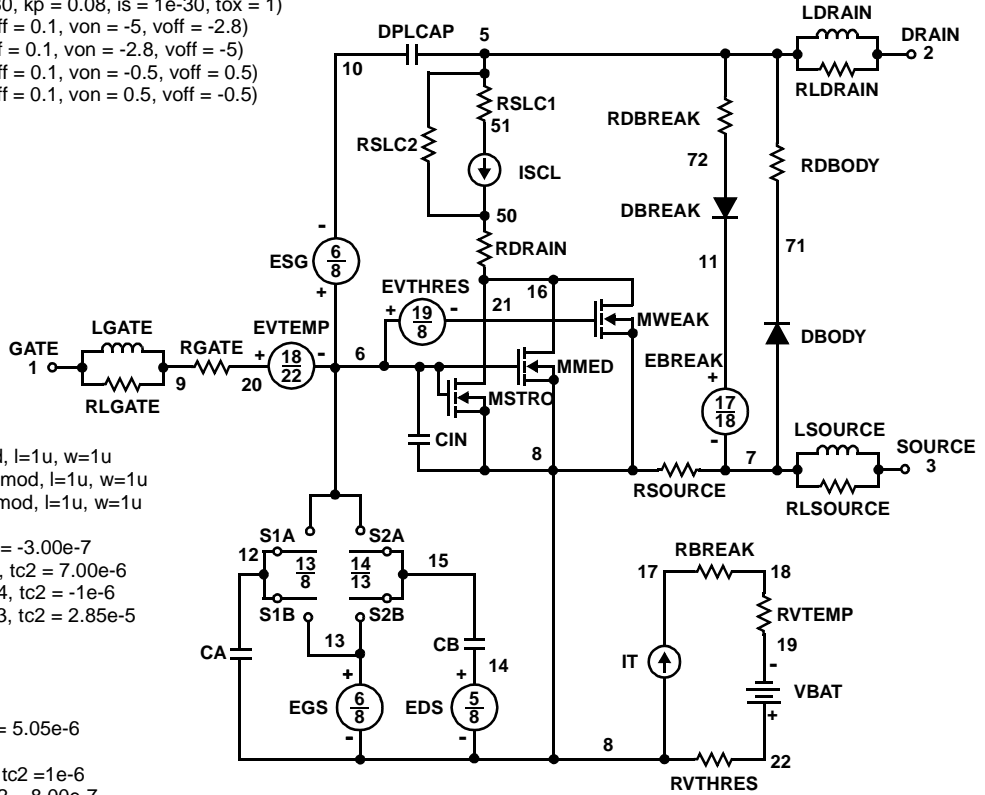 30, kp = 0.08, is = 1e-30, tox = 1)
ff = 0.1, von = -5, voff = -2.8)
f = 0.1, von = -2.8, voff = -5)
ff = 0.1, von = -0.5, voff = 0.5)
ff = 0.1, von = 0.5, voff = -0.5)
LDRAIN
DPLCAP
5
DRAIN
2
10
RLDRAIN
RSLC1
51
RDBREAK
RSLC2
72
RDBODY
ISCL
DBREAK
50
RDRAIN
71
ESG
6
8
11
EVTHRES
16
21
19
8
MWEAK
LGATE
EVTEMP
DBODY
GATE
1
RGATE
18
22
6
MMED
EBREAK
9
20
MSTRO
RLGATE
17
18
CIN
LSOURCE
SOURCE
3
8
7
RSOURCE
RLSOURCE
d, l=1u, w=1u
mod, l=1u, w=1u
mod, l=1u, w=1u
= -3.00e-7
, tc2 = 7.00e-6
4, tc2 = -1e-6
3, tc2 = 2.85e-5
S1A
S2A
12
13
8
14
13
15
S1B
S2B
RBREAK
17
18
RVTEMP
13
CB
19
CA
14
IT
VBAT
EGS
6
8
EDS
5
8
= 5.05e-6
8
22
RVTHRES
tc2 =1e-6